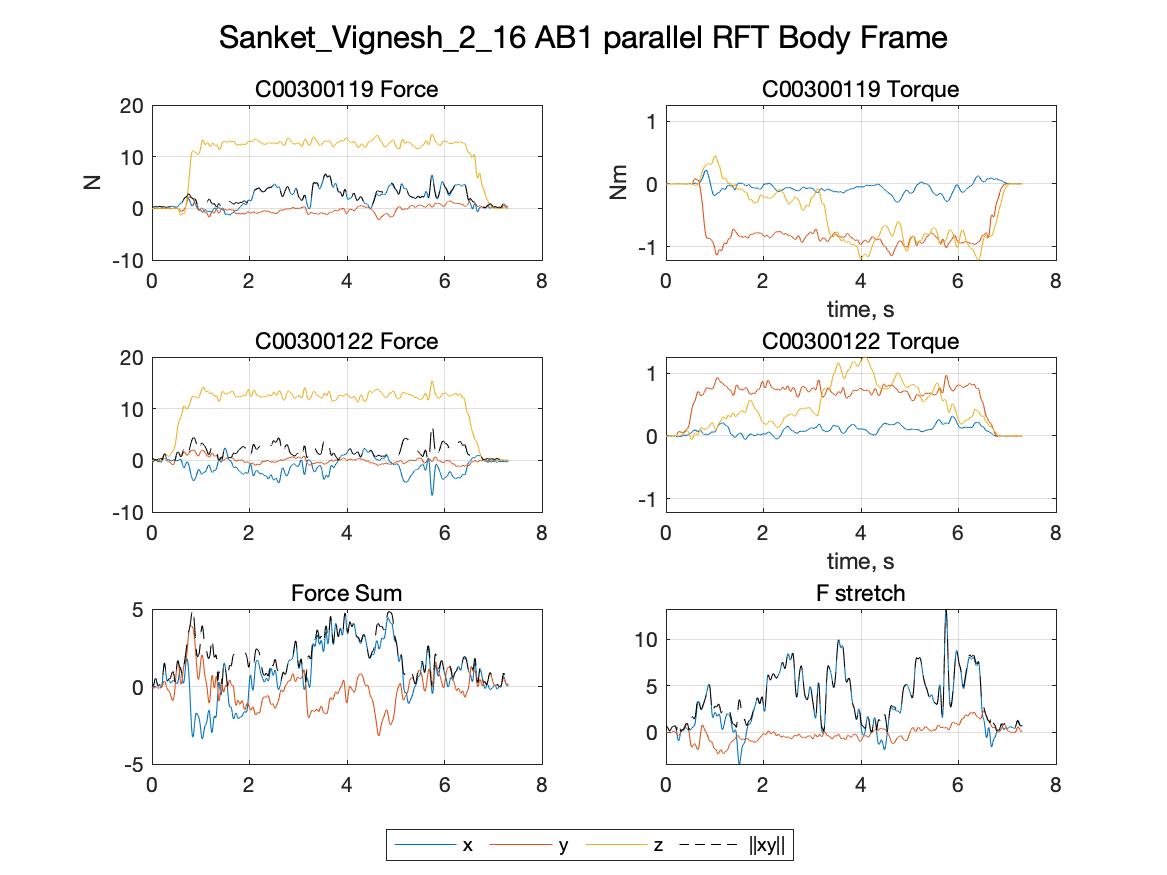 Sanket_Vignesh_2_16 AB1 parallel RFT Body Frame
C00300119 Force
N
20
10
0
-10
0 2 4 6 8
C00300119 Torque
Nm
1
0
-1
0 2 4 6 8
time, s
C00300122 Force
20
10
0
-10
0 2 4 6 8
C00300122 Torque
1
0
-1
0 2 4 6 8
time, s
Force Sum
5
0
-5
0 2 4 6 8
F stretch
10
5
0
0 2 4 6 8
x y z ||xy||